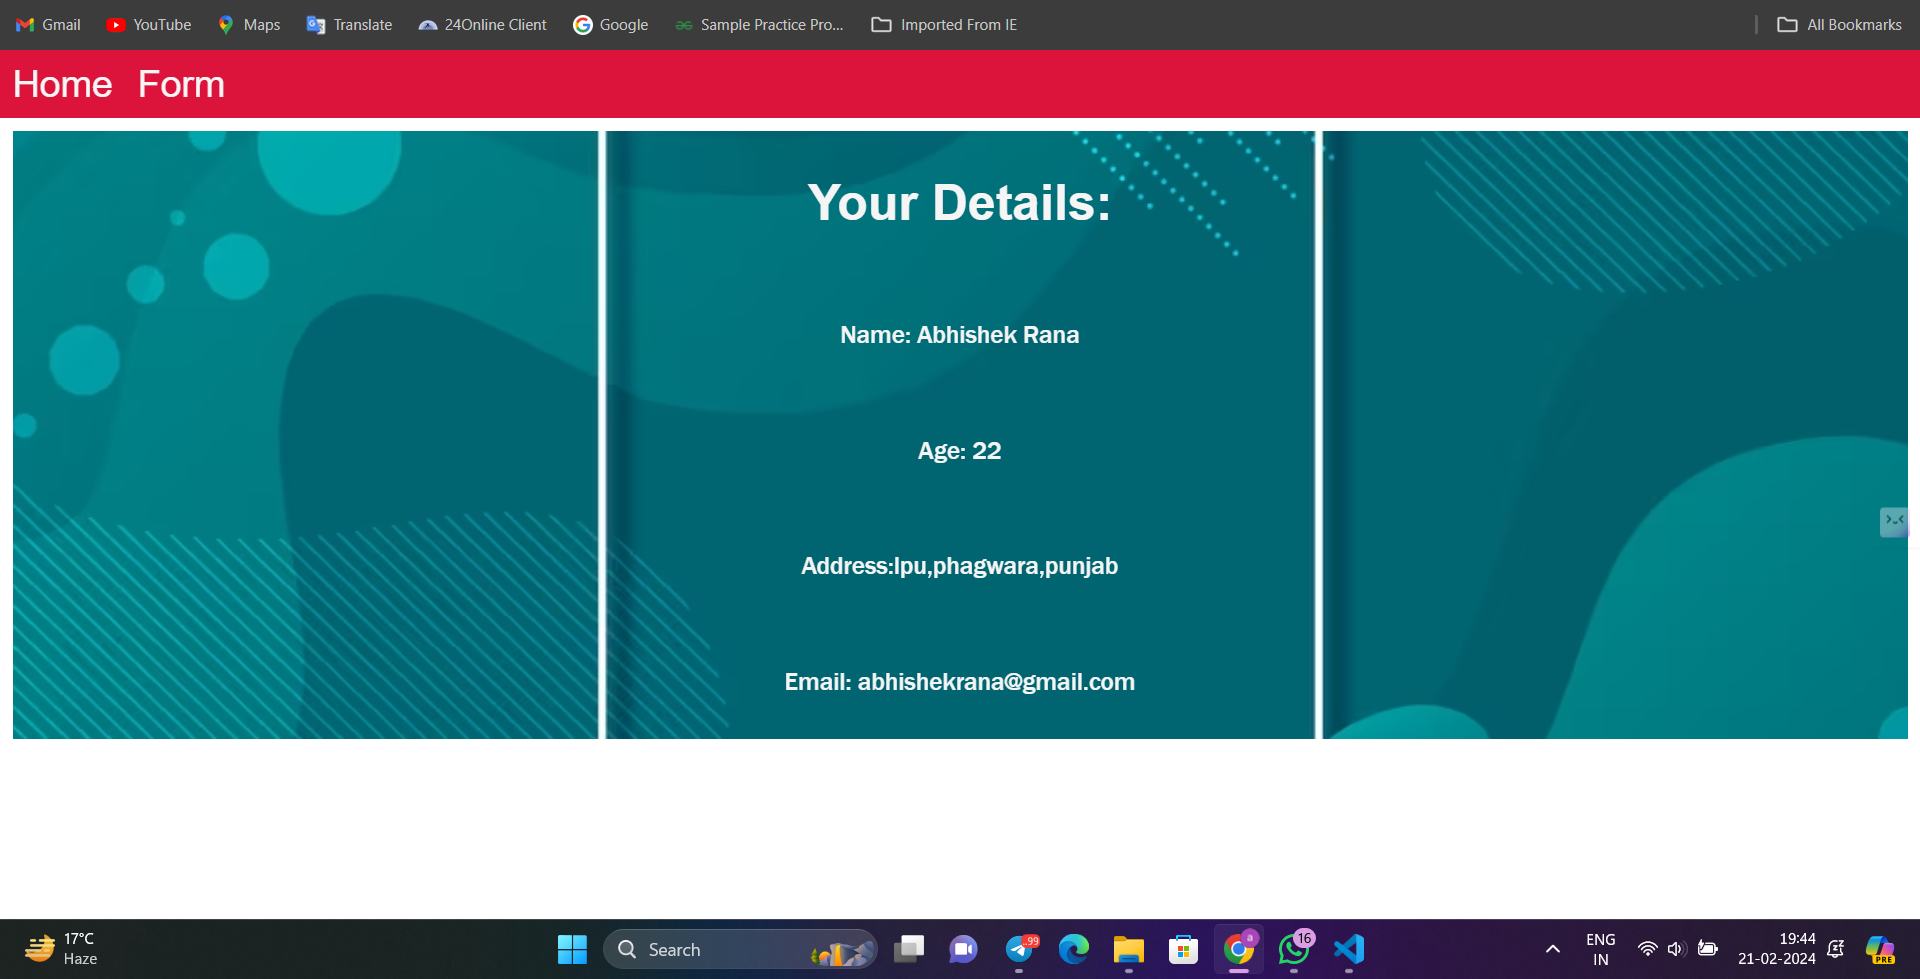 Gmail YouTube Maps Translate 24Online Client Google Sample Practice Pro... Imported From IE All Bookmarks
Home Form
Your Details:
Name: Abhishek Rana
Age: 22
Address:lpu,phagwara,punjab
Email: abhishekrana@gmail.com
17°C
Haze
Search
..99
a
16
PRE
ENG
IN
19:44
21-02-2024